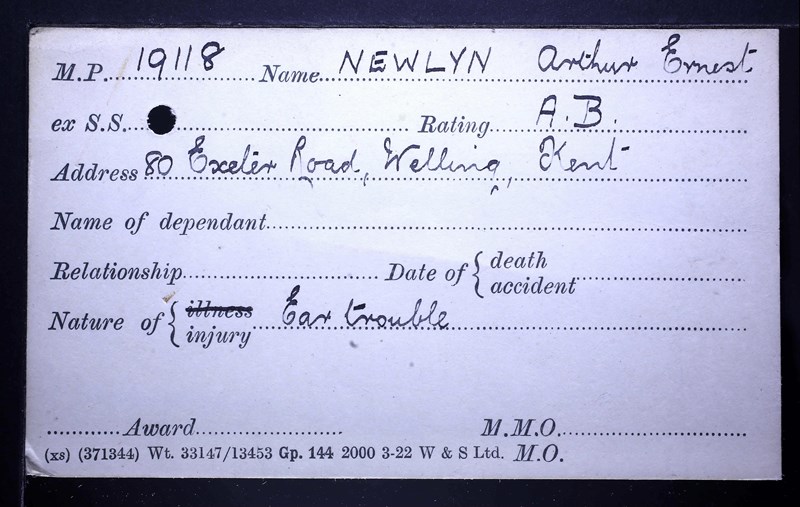 M.P. 19118 Name NEWLYN Arthur Ernest
ex S.S. Rating A.B.
Address 80 Exeter Road, Welling, Kent
Name of dependant
Relationship Date of { death
accident
Nature of { illness Ear trouble
injury
Award M.M.O.
(xs) (371344) Wt. 33147/13453 Gp. 144 2000 3-22 W & S Ltd. M.O.